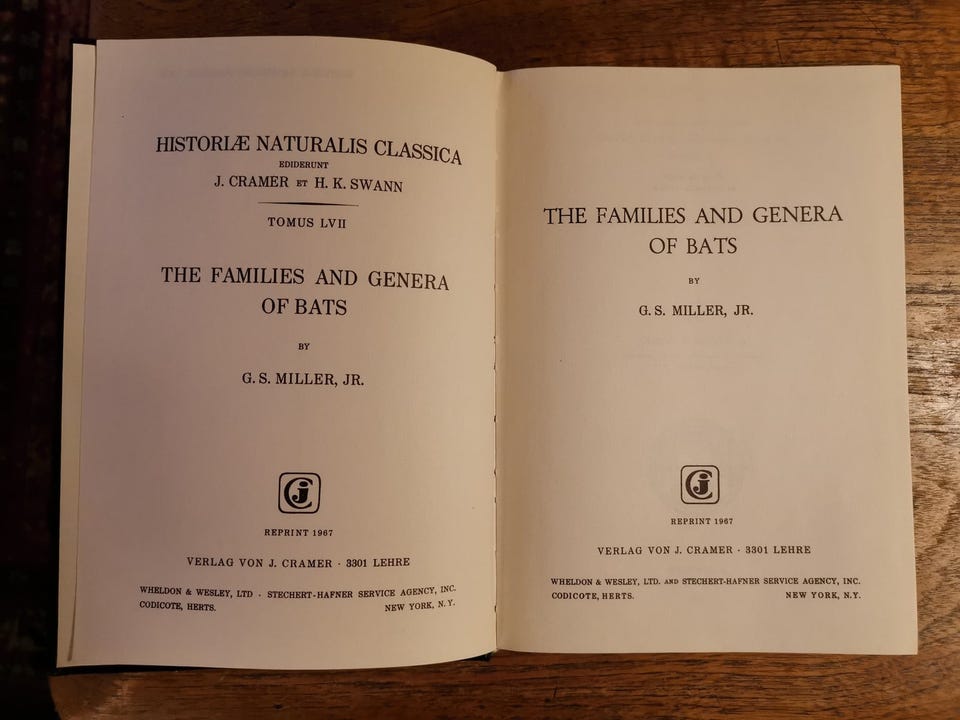 HISTORIÆ NATURALIS CLASSICA
EDIDERUNT
J. CRAMER ET H. K. SWANN
TOMUS LVII
THE FAMILIES AND GENERA
OF BATS
BY
G. S. MILLER, JR.
REPRINT 1967
VERLAG VON J. CRAMER · 3301 LEHRE
WHELDON & WESLEY, LTD · STECHERT-HAFNER SERVICE AGENCY, INC.
CODICOTE, HERTS. NEW YORK, N.Y.
THE FAMILIES AND GENERA
OF BATS
BY
G. S. MILLER, JR.
REPRINT 1967
VERLAG VON J. CRAMER · 3301 LEHRE
WHELDON & WESLEY, LTD. AND STECHERT-HAFNER SERVICE AGENCY, INC.
CODICOTE, HERTS. NEW YORK, N.Y.